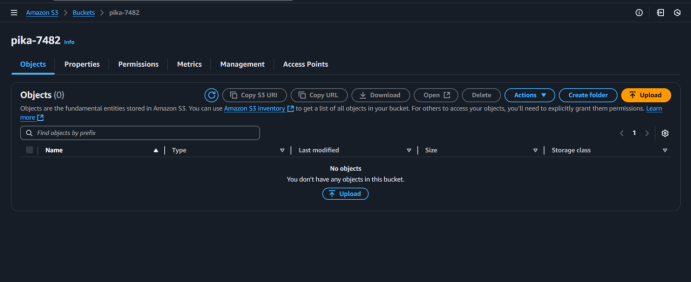 Amazon S3 > Buckets > pika-7482
pika-7482 Info
Objects Properties Permissions Metrics Management Access Points
Objects (0)
Copy S3 URI Copy URL Download Open Delete Actions Create folder Upload
Objects are the fundamental entities stored in Amazon S3. You can use Amazon S3 inventory to get a list of all objects in your bucket. For others to access your objects, you'll need to explicitly grant them permissions. Learn
more
Find objects by prefix
1
Name Type Last modified Size Storage class
No objects
You don't have any objects in this bucket.
Upload